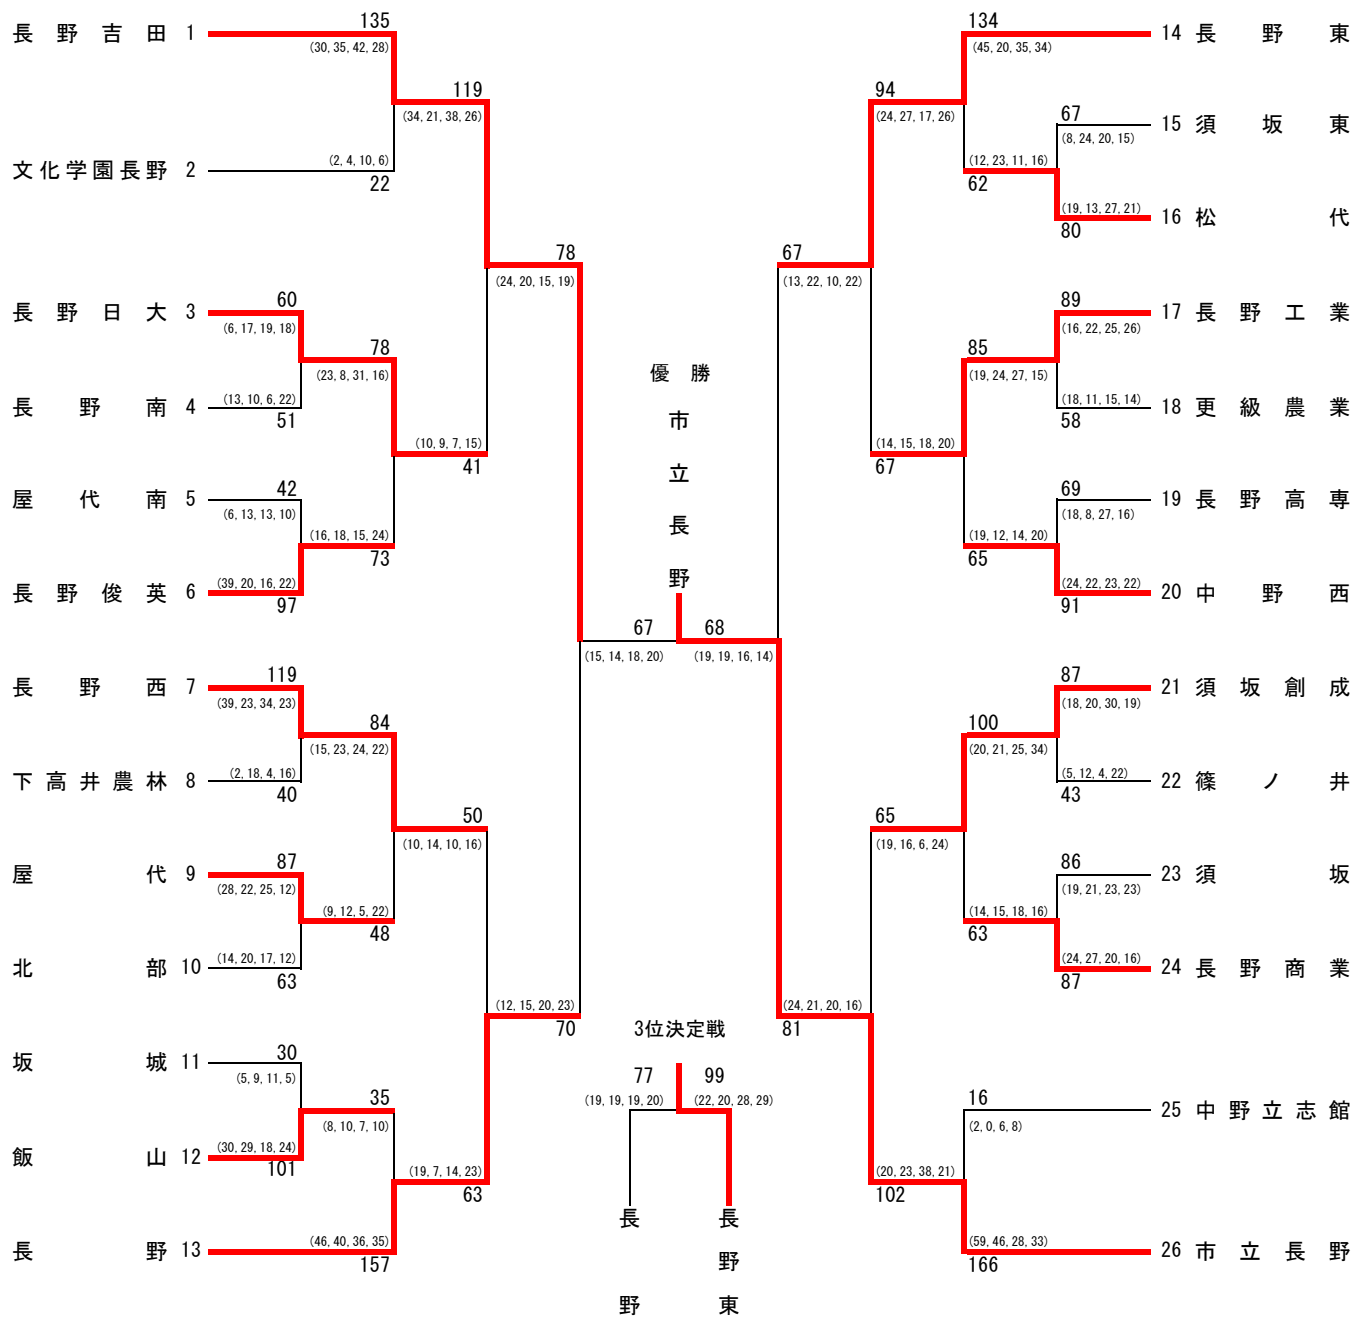 長野吉田 1
135
(30, 35, 42, 28)
119
(34, 21, 38, 26)
文化学園長野 2
(2, 4, 10, 6)
22
78
(24, 20, 15, 19)
長野日大 3
60
(6, 17, 19, 18)
78
(23, 8, 31, 16)
長野南 4
(13, 10, 6, 22)
51
(10, 9, 7, 15)
41
屋代南 5
42
(6, 13, 13, 10)
(16, 18, 15, 24)
73
長野俊英 6
(39, 20, 16, 22)
97
長野西 7
119
(39, 23, 34, 23)
84
(15, 23, 24, 22)
下高井農林 8
(2, 18, 4, 16)
40
50
(10, 14, 10, 16)
屋代 9
87
(28, 22, 25, 12)
(9, 12, 5, 22)
48
北部 10
(14, 20, 17, 12)
63
(12, 15, 20, 23)
70
坂城 11
30
(5, 9, 11, 5)
35
(8, 10, 7, 10)
飯山 12
(30, 29, 18, 24)
101
(19, 7, 14, 23)
63
長野 13
(46, 40, 36, 35)
157
優勝
市立長野
67
(15, 14, 18, 20)
68
(19, 19, 16, 14)
3位決定戦
77
(19, 19, 19, 20)
99
(22, 20, 28, 29)
長野
長野東
134
(45, 20, 35, 34)
14 長野東
94
(24, 27, 17, 26)
67
(8, 24, 20, 15)
15 須坂東
(12, 23, 11, 16)
62
(19, 13, 27, 21)
80
16 松代
67
(13, 22, 10, 22)
89
(16, 22, 25, 26)
17 長野工業
85
(19, 24, 27, 15)
(18, 11, 15, 14)
58
18 更級農業
(14, 15, 18, 20)
67
69
(18, 8, 27, 16)
19 長野高専
(19, 12, 14, 20)
65
(24, 22, 23, 22)
91
20 中野西
87
(18, 20, 30, 19)
21 須坂創成
100
(20, 21, 25, 34)
(5, 12, 4, 22)
43
22 篠ノ井
65
(19, 16, 6, 24)
86
(19, 21, 23, 23)
23 須坂
(14, 15, 18, 16)
63
(24, 27, 20, 16)
87
24 長野商業
(24, 21, 20, 16)
81
16
(2, 0, 6, 8)
25 中野立志館
(20, 23, 38, 21)
102
(59, 46, 28, 33)
166
26 市立長野